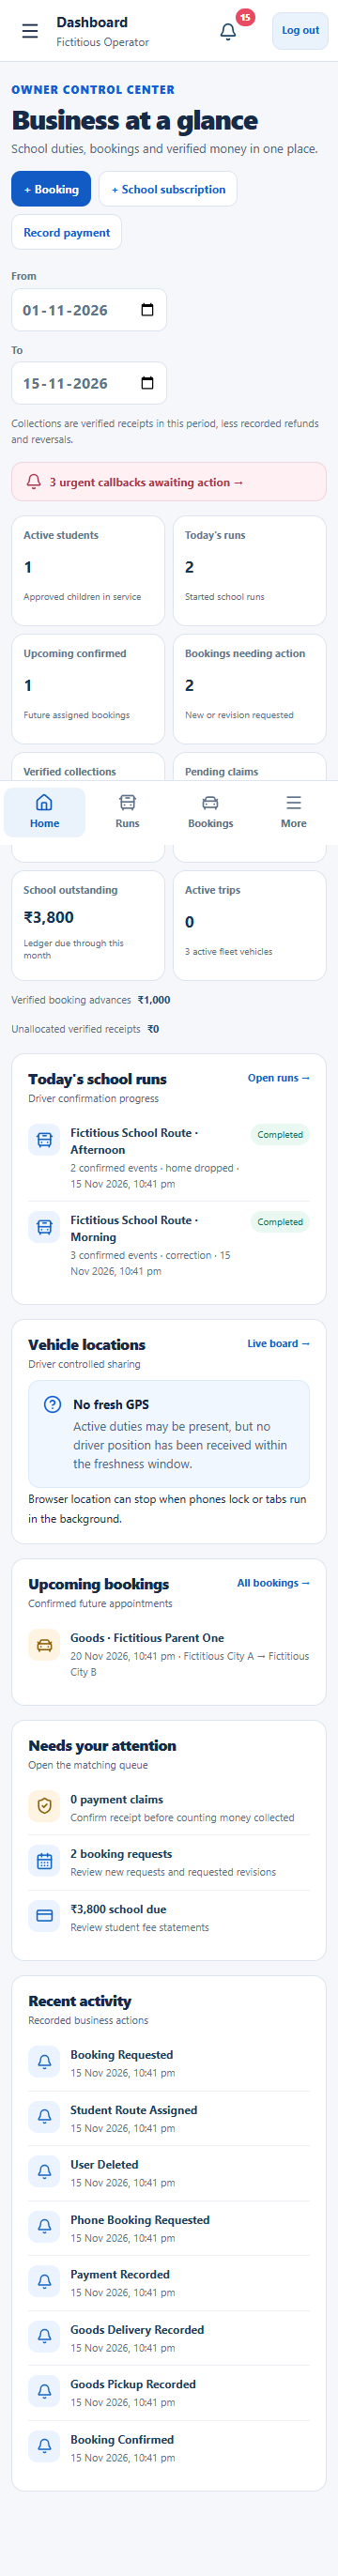 Dashboard
Fictitious Operator
15
Log out
OWNER CONTROL CENTER
Business at a glance
School duties, bookings and verified money in one place.
+ Booking
+ School subscription
Record payment
From
01-11-2026
To
15-11-2026
Collections are verified receipts in this period, less recorded refunds
and reversals.
3 urgent callbacks awaiting action →
Active students
1
Approved children in service
Today's runs
2
Started school runs
Upcoming confirmed
1
Future assigned bookings
Bookings needing action
2
New or revision requested
Verified collections
Pending claims
Home
Runs
Bookings
More
School outstanding
₹3,800
Ledger due through this
month
Active trips
0
3 active fleet vehicles
Verified booking advances ₹1,000
Unallocated verified receipts ₹0
Today's school runs
Open runs →
Driver confirmation progress
Fictitious School Route ·
Afternoon
Completed
2 confirmed events · home dropped ·
15 Nov 2026, 10:41 pm
Fictitious School Route ·
Morning
Completed
3 confirmed events · correction · 15
Nov 2026, 10:41 pm
Vehicle locations
Live board →
Driver controlled sharing
No fresh GPS
Active duties may be present, but no
driver position has been received within
the freshness window.
Browser location can stop when phones lock or tabs run
in the background.
Upcoming bookings
All bookings →
Confirmed future appointments
Goods · Fictitious Parent One
20 Nov 2026, 10:41 pm · Fictitious City A → Fictitious
City B
Needs your attention
Open the matching queue
0 payment claims
Confirm receipt before counting money collected
2 booking requests
Review new requests and requested revisions
₹3,800 school due
Review student fee statements
Recent activity
Recorded business actions
Booking Requested
15 Nov 2026, 10:41 pm
Student Route Assigned
15 Nov 2026, 10:41 pm
User Deleted
15 Nov 2026, 10:41 pm
Phone Booking Requested
15 Nov 2026, 10:41 pm
Payment Recorded
15 Nov 2026, 10:41 pm
Goods Delivery Recorded
15 Nov 2026, 10:41 pm
Goods Pickup Recorded
15 Nov 2026, 10:41 pm
Booking Confirmed
15 Nov 2026, 10:41 pm